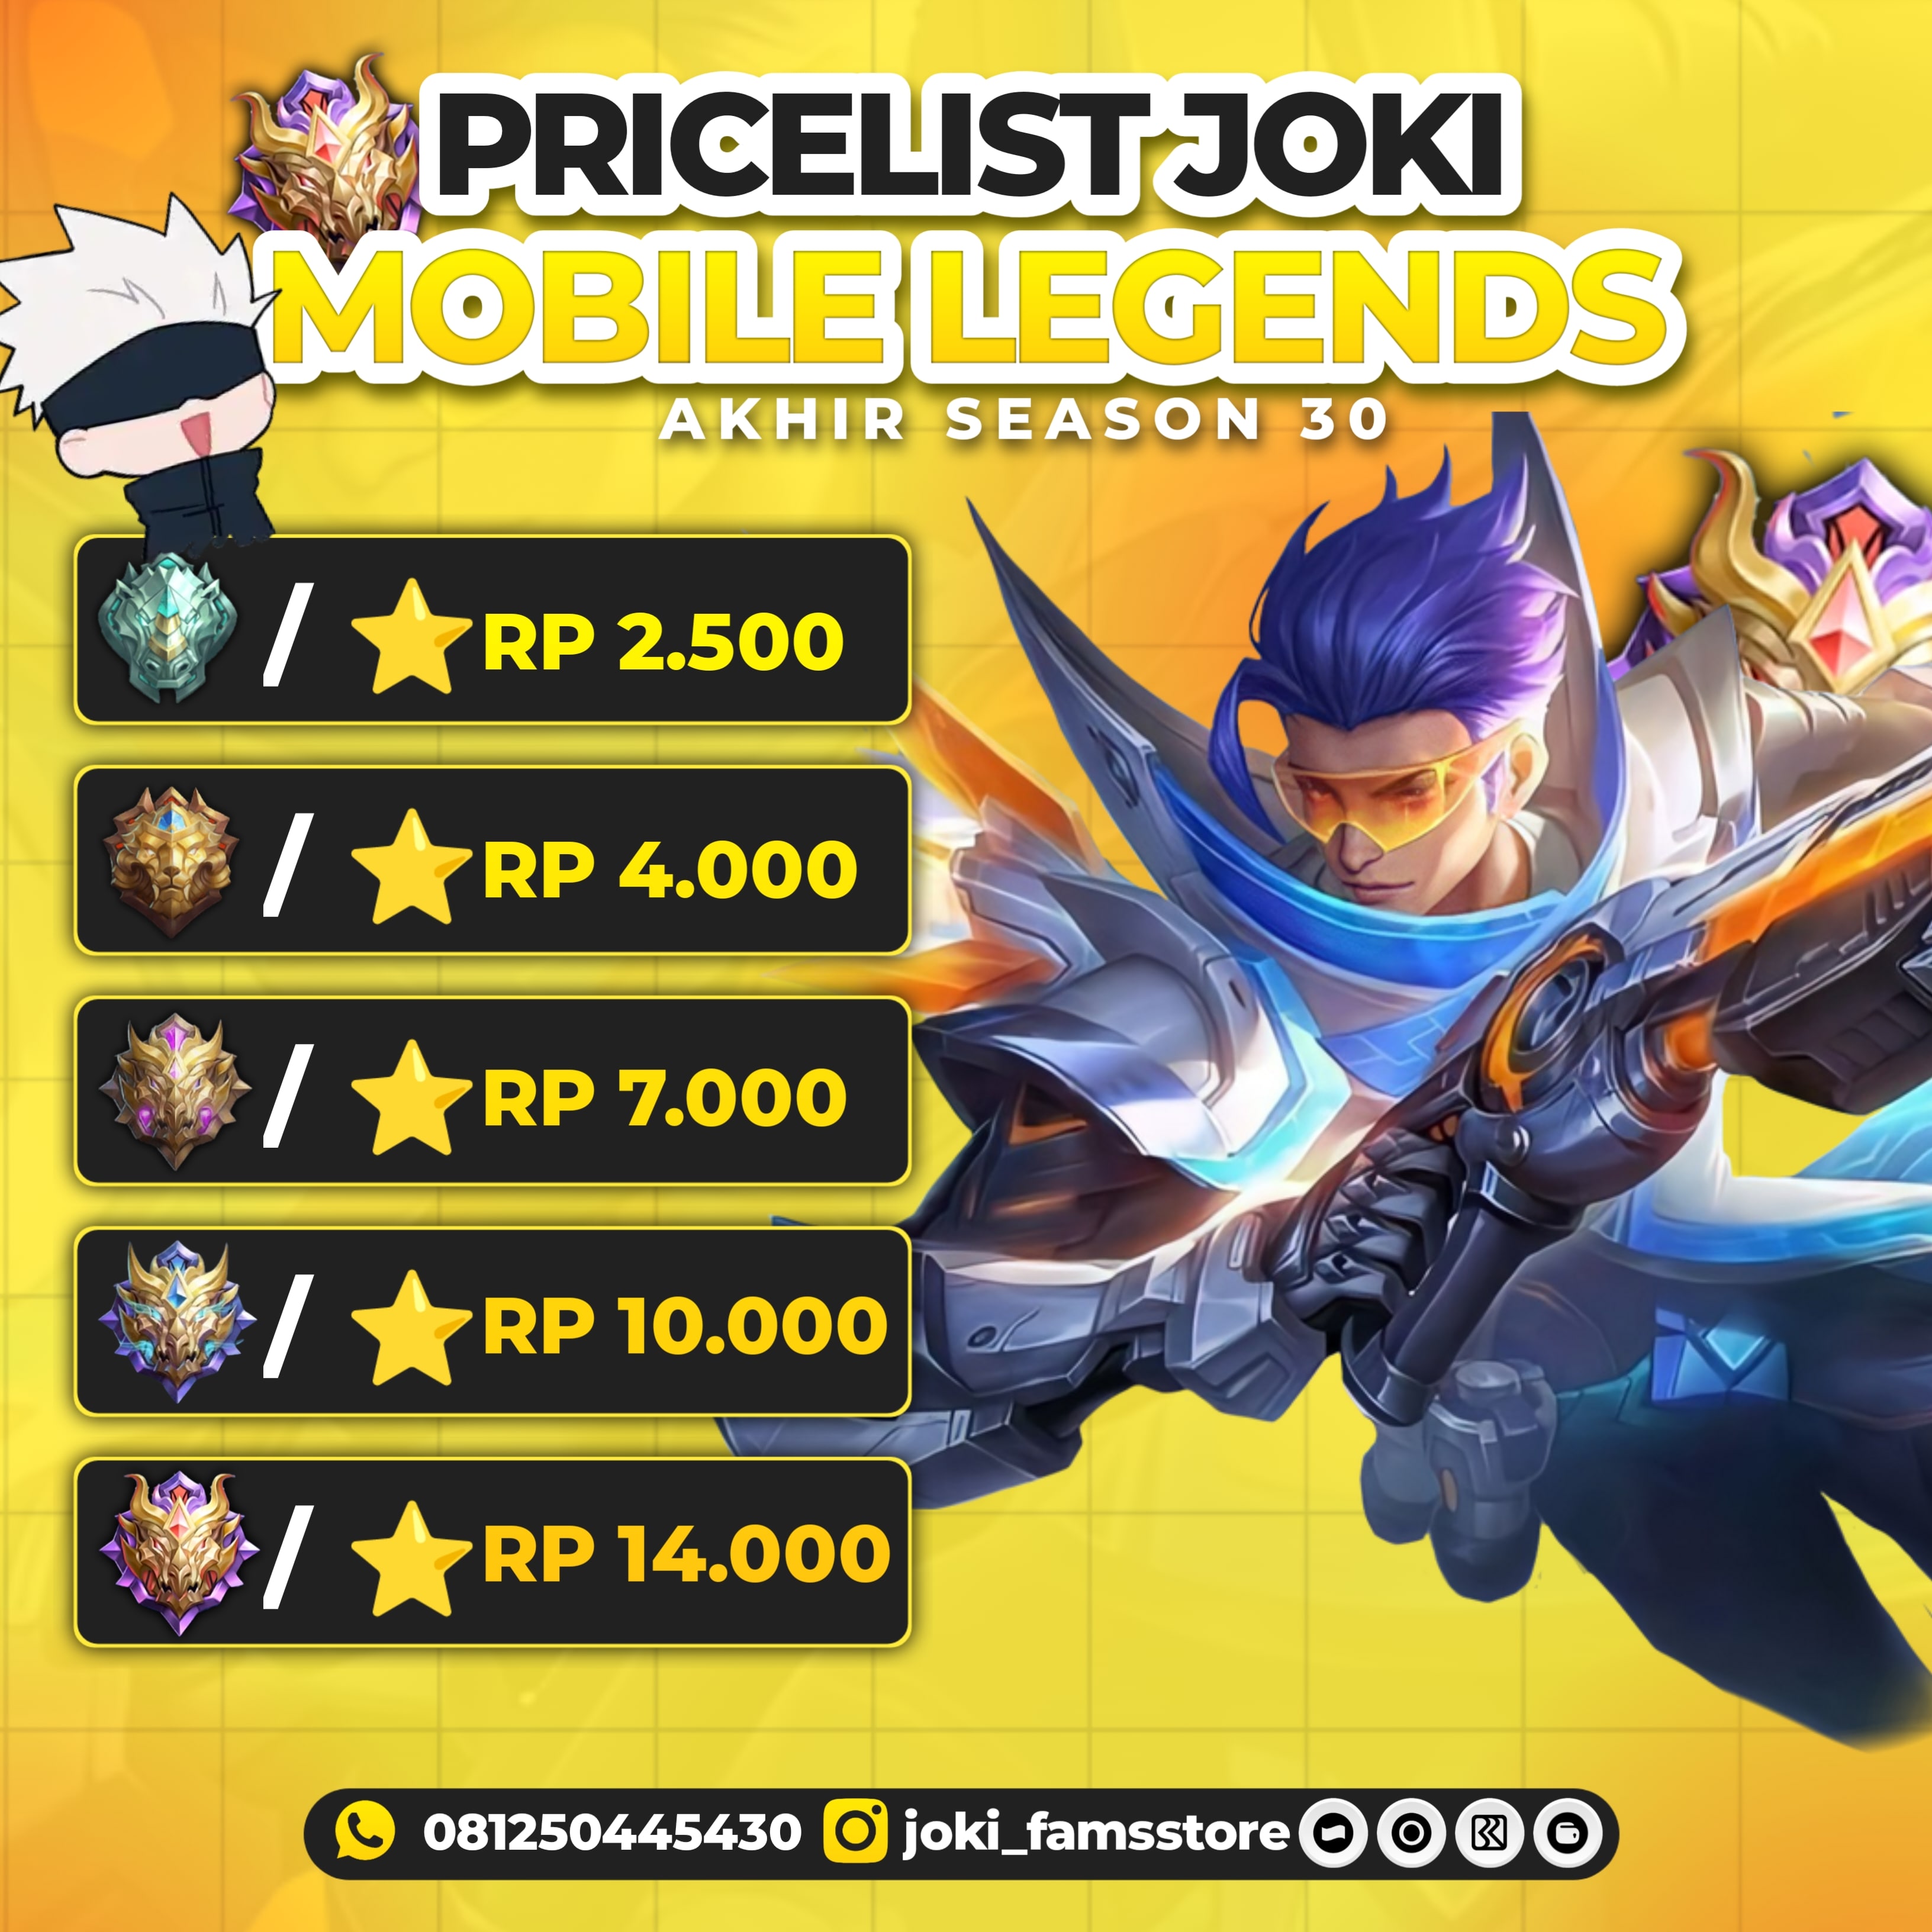 PRICELIST JOKI
MOBILE LEGENDS
AKHIR SEASON 30
/ RP 2.500
/ RP 4.000
/ RP 7.000
/ RP 10.000
/ RP 14.000
081250445430 joki_famsstore